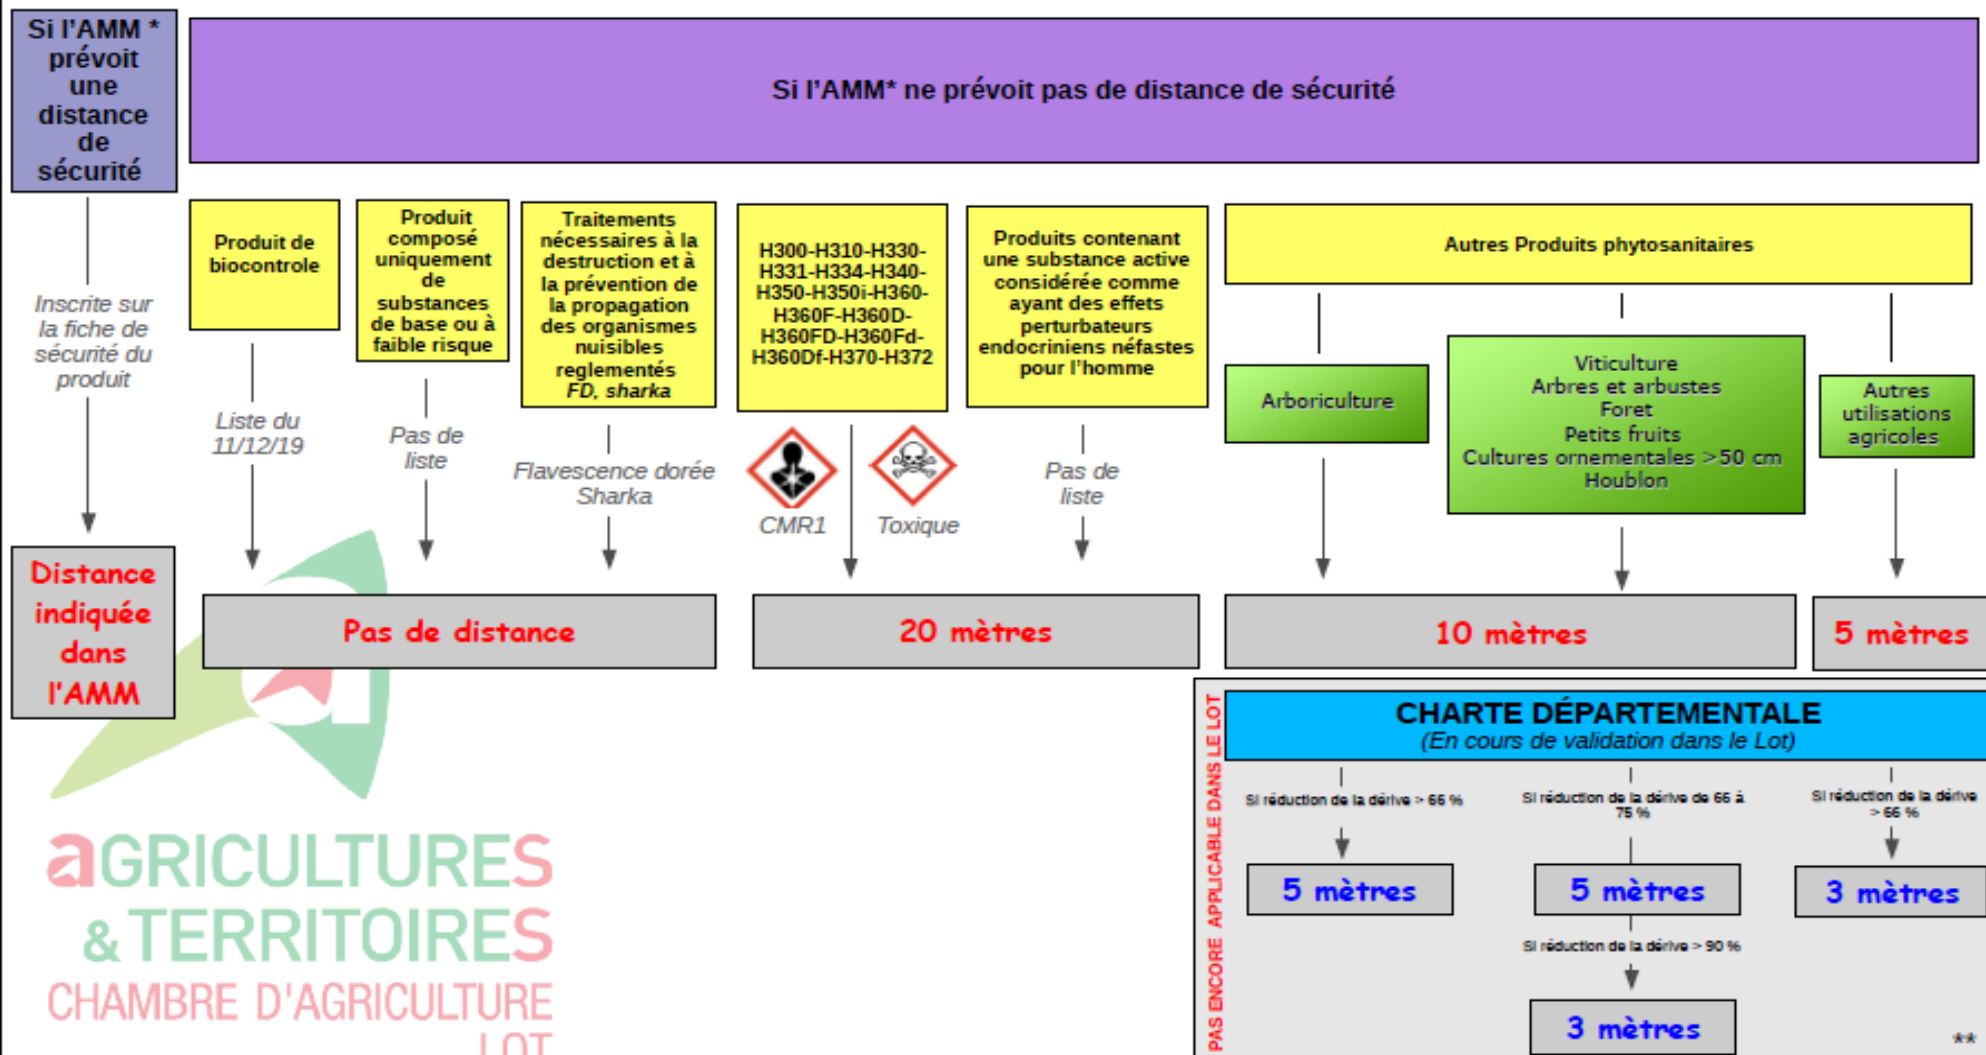 Si l'AMM *
prévoit
une
distance
de
sécurité
Si l'AMM* ne prévoit pas de distance de sécurité
Inscrite sur
la fiche de
sécurité du
produit
Produit de
biocontrole
Produit
composé
uniquement
de
substances
de base ou à
faible risque
Traitements
nécessaires à la
destruction et à
la prévention de
la propagation
des organismes
nuisibles
reglementés
FD, sharka
H300-H310-H330-
H331-H334-H340-
H350-H350i-H360-
H360F-H360D-
H360FD-H360Fd-
H360Df-H370-H372
Produits contenant
une substance active
considérée comme
ayant des effets
perturbateurs
endocriniens néfastes
pour l'homme
Autres Produits phytosanitaires
Arboriculture
Viticulture
Arbres et arbustes
Foret
Petits fruits
Cultures ornementales >50 cm
Houblon
Autres
utilisations
agricoles
Liste du
11/12/19
Pas de
liste
Flavescence dorée
Sharka
CMR1
Toxique
Pas de
liste
Distance
indiquée
dans
l'AMM
Pas de distance
20 mètres
10 mètres
5 mètres
PAS ENCORE APPLICABLE DANS LE LOT
CHARTE DÉPARTEMENTALE
(En cours de validation dans le Lot)
Si réduction de la dérive > 66 %
Si réduction de la dérive de 66 à
75 %
Si réduction de la dérive
> 66 %
5 mètres
5 mètres
3 mètres
Si réduction de la dérive > 90 %
3 mètres
**
aGRICULTURES
& TERRITOIRES
CHAMBRE D'AGRICULTURE
LOT